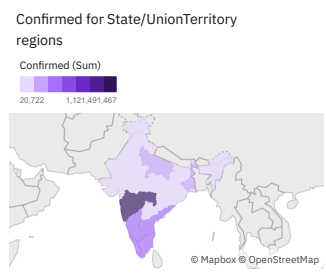 Confirmed for State/UnionTerritory
regions
Confirmed (Sum)
20,722 1,121,491,467
© Mapbox © OpenStreetMap